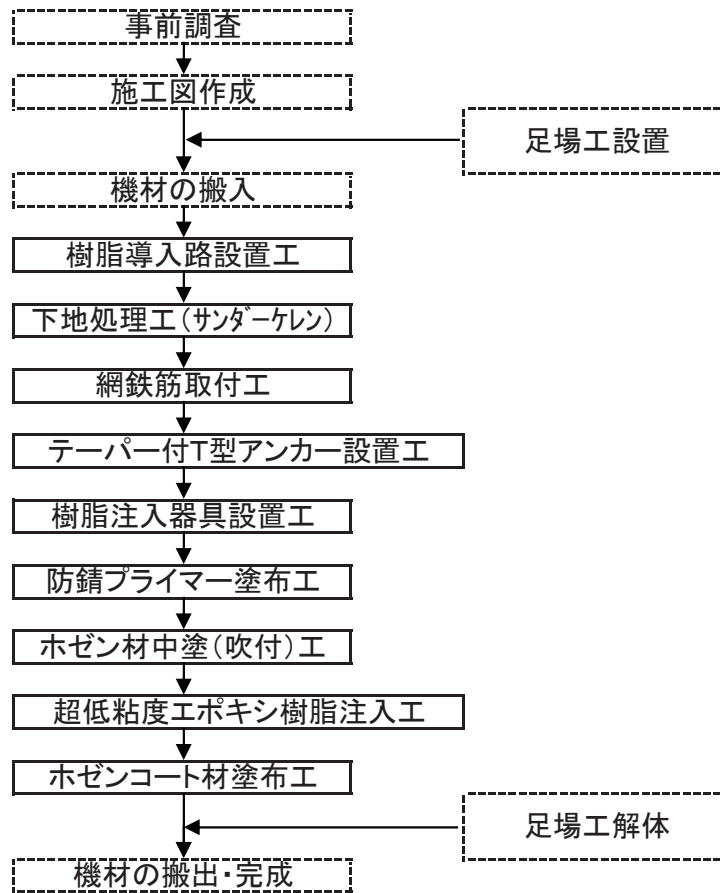 事前調査
施工図作成
足場工設置
機材の搬入
樹脂導入路設置工
下地処理工(ｻﾝﾀﾞｰｹﾚﾝ)
網鉄筋取付工
テーパー付T型アンカー設置工
樹脂注入器具設置工
防錆プライマー塗布工
ホゼン材中塗(吹付)工
超低粘度エポキシ樹脂注入工
ホゼンコート材塗布工
足場工解体
機材の搬出・完成